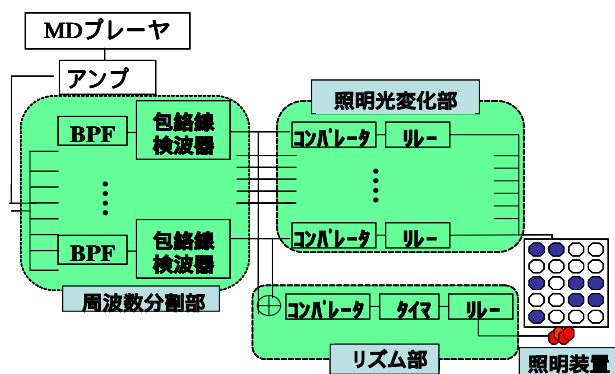 MDプレーヤ
アンプ
照明光変化部
BPF
包絡線
検波器
コンパレータ
リレー
BPF
包絡線
検波器
コンパレータ
リレー
周波数分割部
コンパレータ
タイマ
リレー
リズム部
照明装置